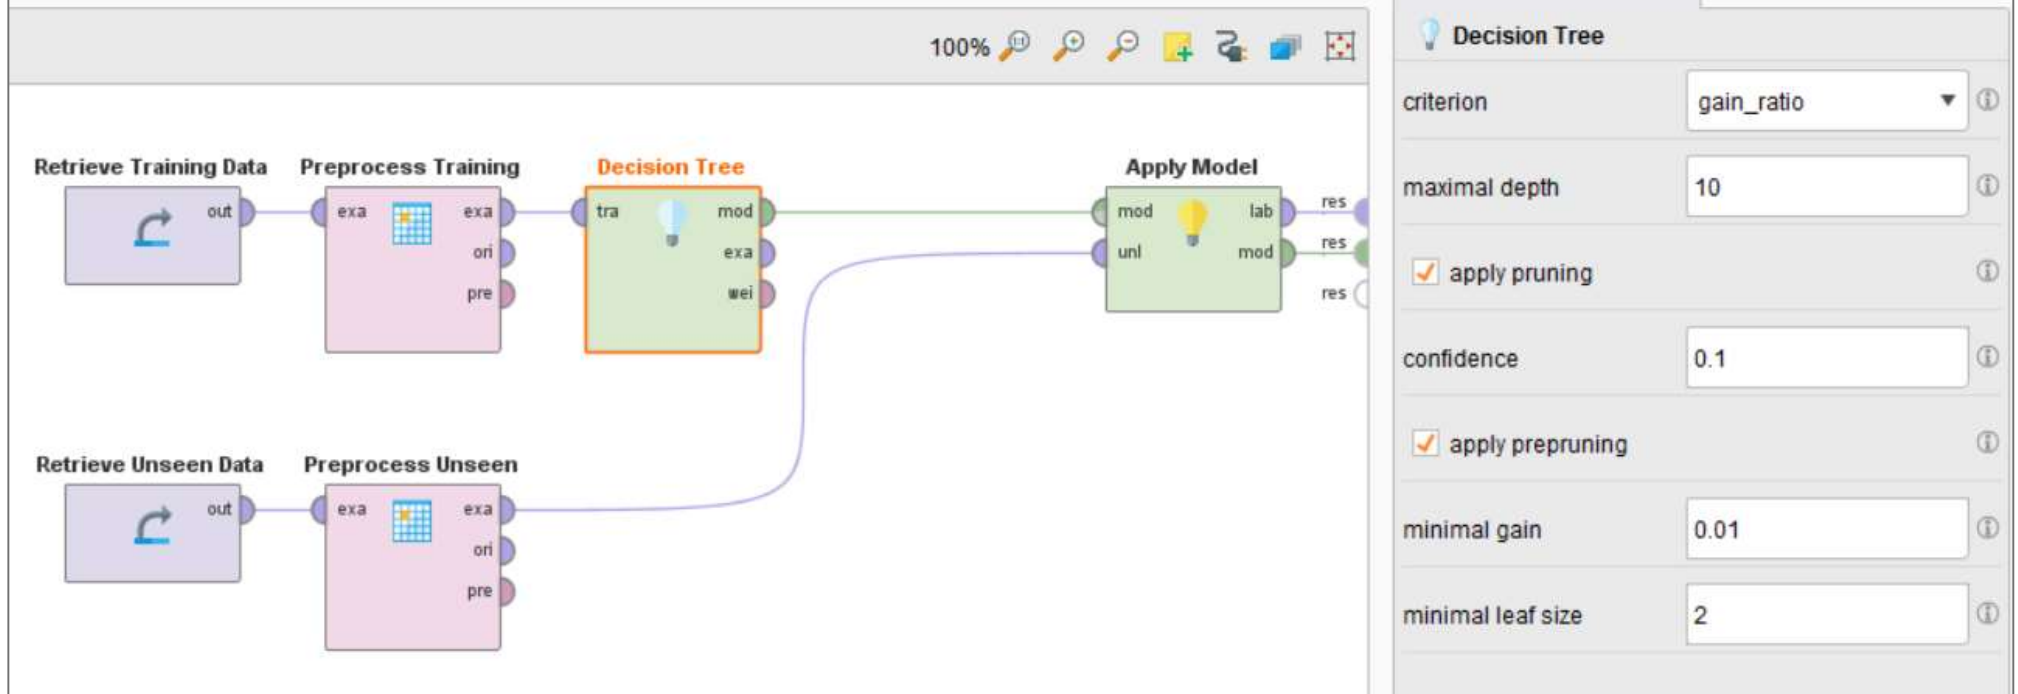 100%
Retrieve Training Data
out
Preprocess Training
exa exa
ori
pre
Decision Tree
tra mod
exa
wei
Apply Model
mod lab
unl mod
res
res
res
Retrieve Unseen Data
out
Preprocess Unseen
exa exa
ori
pre
Decision Tree
criterion gain_ratio
maximal depth 10
apply pruning
confidence 0.1
apply prepruning
minimal gain 0.01
minimal leaf size 2